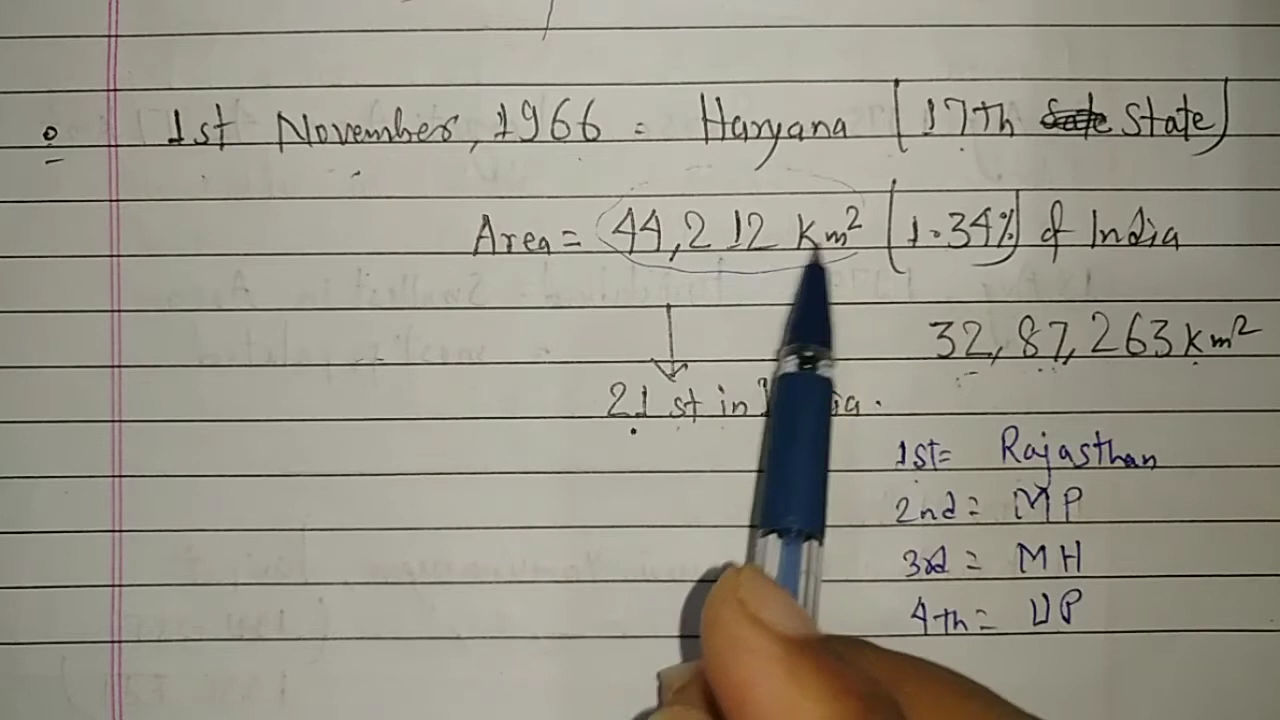 1st November, 1966 = Haryana [17Th State]
Area = 44,212 Km² [1.34%] of India
32,87,263 Km²
21st in
1st = Rajasthan
2nd = MP
3rd = MH
4th = UP